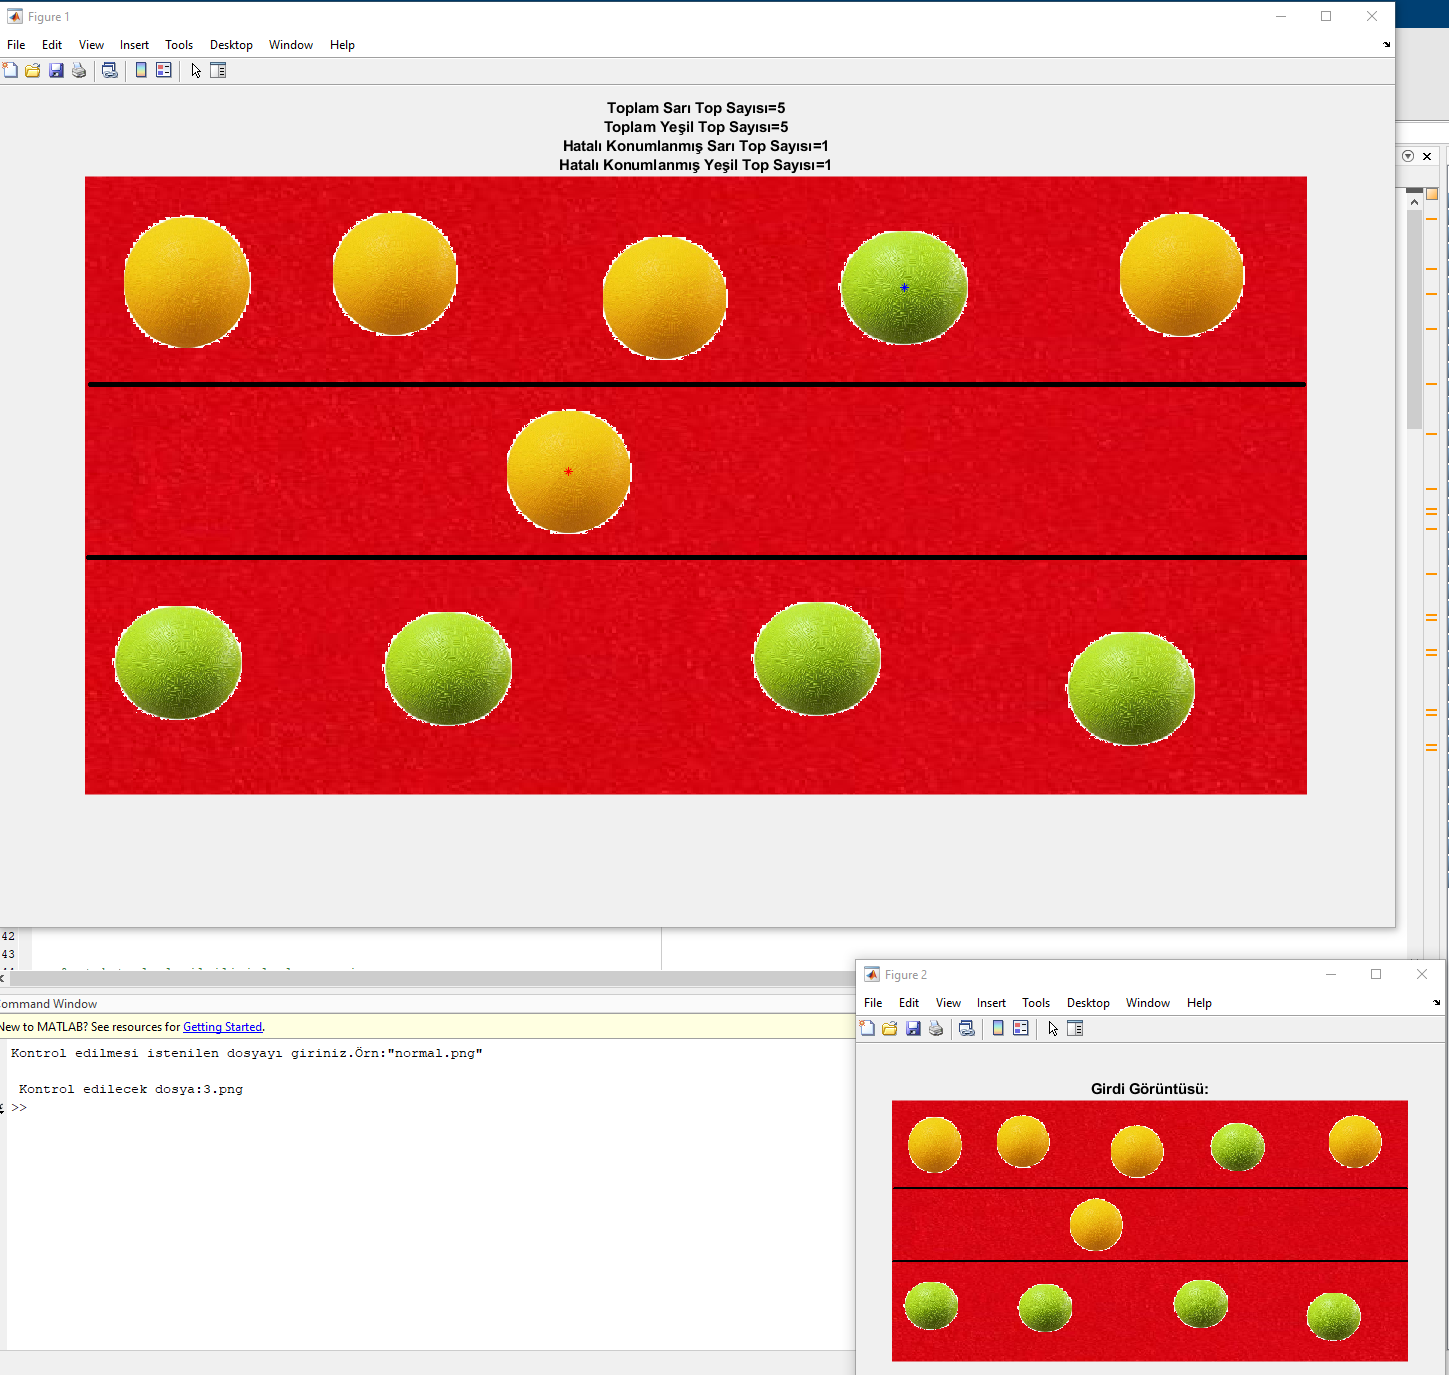 Figure 1
File Edit View Insert Tools Desktop Window Help
Toplam Sarı Top Sayısı=5
Toplam Yeşil Top Sayısı=5
Hatalı Konumlanmış Sarı Top Sayısı=1
Hatalı Konumlanmış Yeşil Top Sayısı=1
42
43
Command Window
New to MATLAB? See resources for Getting Started.
Kontrol edilmesi istenilen dosyayı giriniz.Örn:"normal.png"
Kontrol edilecek dosya:3.png
>>
Figure 2
File Edit View Insert Tools Desktop Window Help
Girdi Görüntüsü: